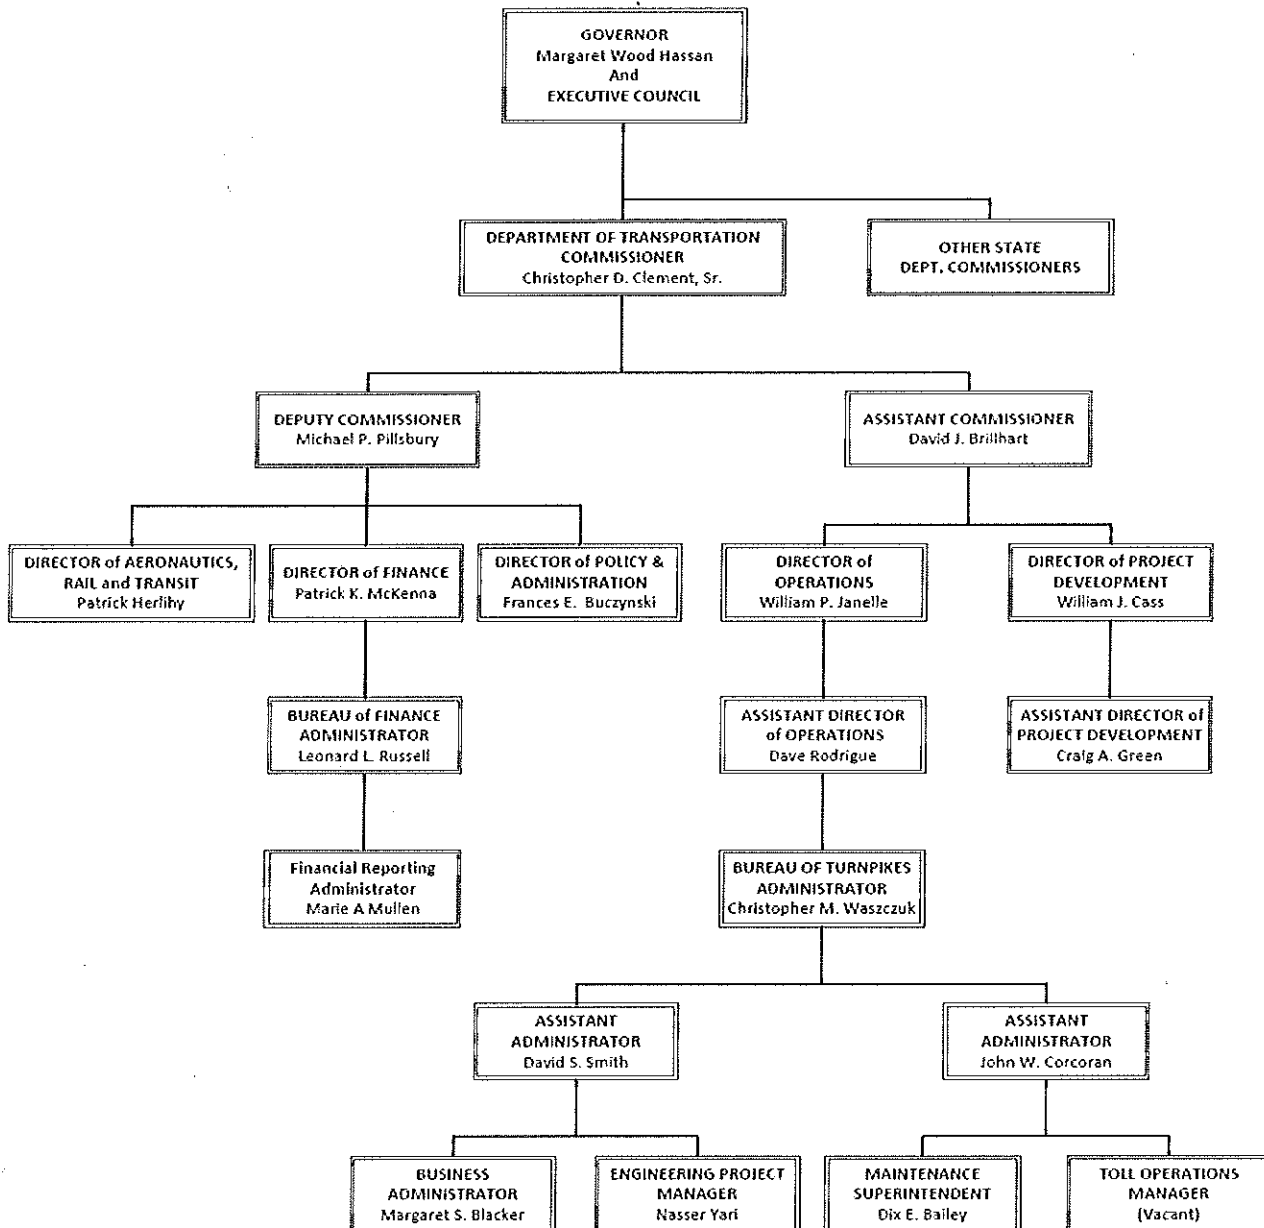 GOVERNOR
Margaret Wood Hassan
And
EXECUTIVE COUNCIL
DEPARTMENT OF TRANSPORTATION
COMMISSIONER
Christopher D. Clement, Sr.
OTHER STATE
DEPT. COMMISSIONERS
DEPUTY COMMISSIONER
Michael P. Pillsbury
ASSISTANT COMMISSIONER
David J. Brillhart
DIRECTOR of AERONAUTICS,
RAIL and TRANSIT
Patrick Herlihy
DIRECTOR of FINANCE
Patrick K. McKenna
DIRECTOR of POLICY &
ADMINISTRATION
Frances E. Buczynski
DIRECTOR of
OPERATIONS
William P. Janelle
DIRECTOR of PROJECT
DEVELOPMENT
William J. Cass
BUREAU of FINANCE
ADMINISTRATOR
Leonard L. Russell
ASSISTANT DIRECTOR
of OPERATIONS
Dave Rodrigue
ASSISTANT DIRECTOR of
PROJECT DEVELOPMENT
Craig A. Green
Financial Reporting
Administrator
Marie A Mullen
BUREAU OF TURNPIKES
ADMINISTRATOR
Christopher M. Waszczuk
ASSISTANT
ADMINISTRATOR
David S. Smith
ASSISTANT
ADMINISTRATOR
John W. Corcoran
BUSINESS
ADMINISTRATOR
Margaret S. Blacker
ENGINEERING PROJECT
MANAGER
Nasser Yari
MAINTENANCE
SUPERINTENDENT
Dix E. Bailey
TOLL OPERATIONS
MANAGER
(Vacant)